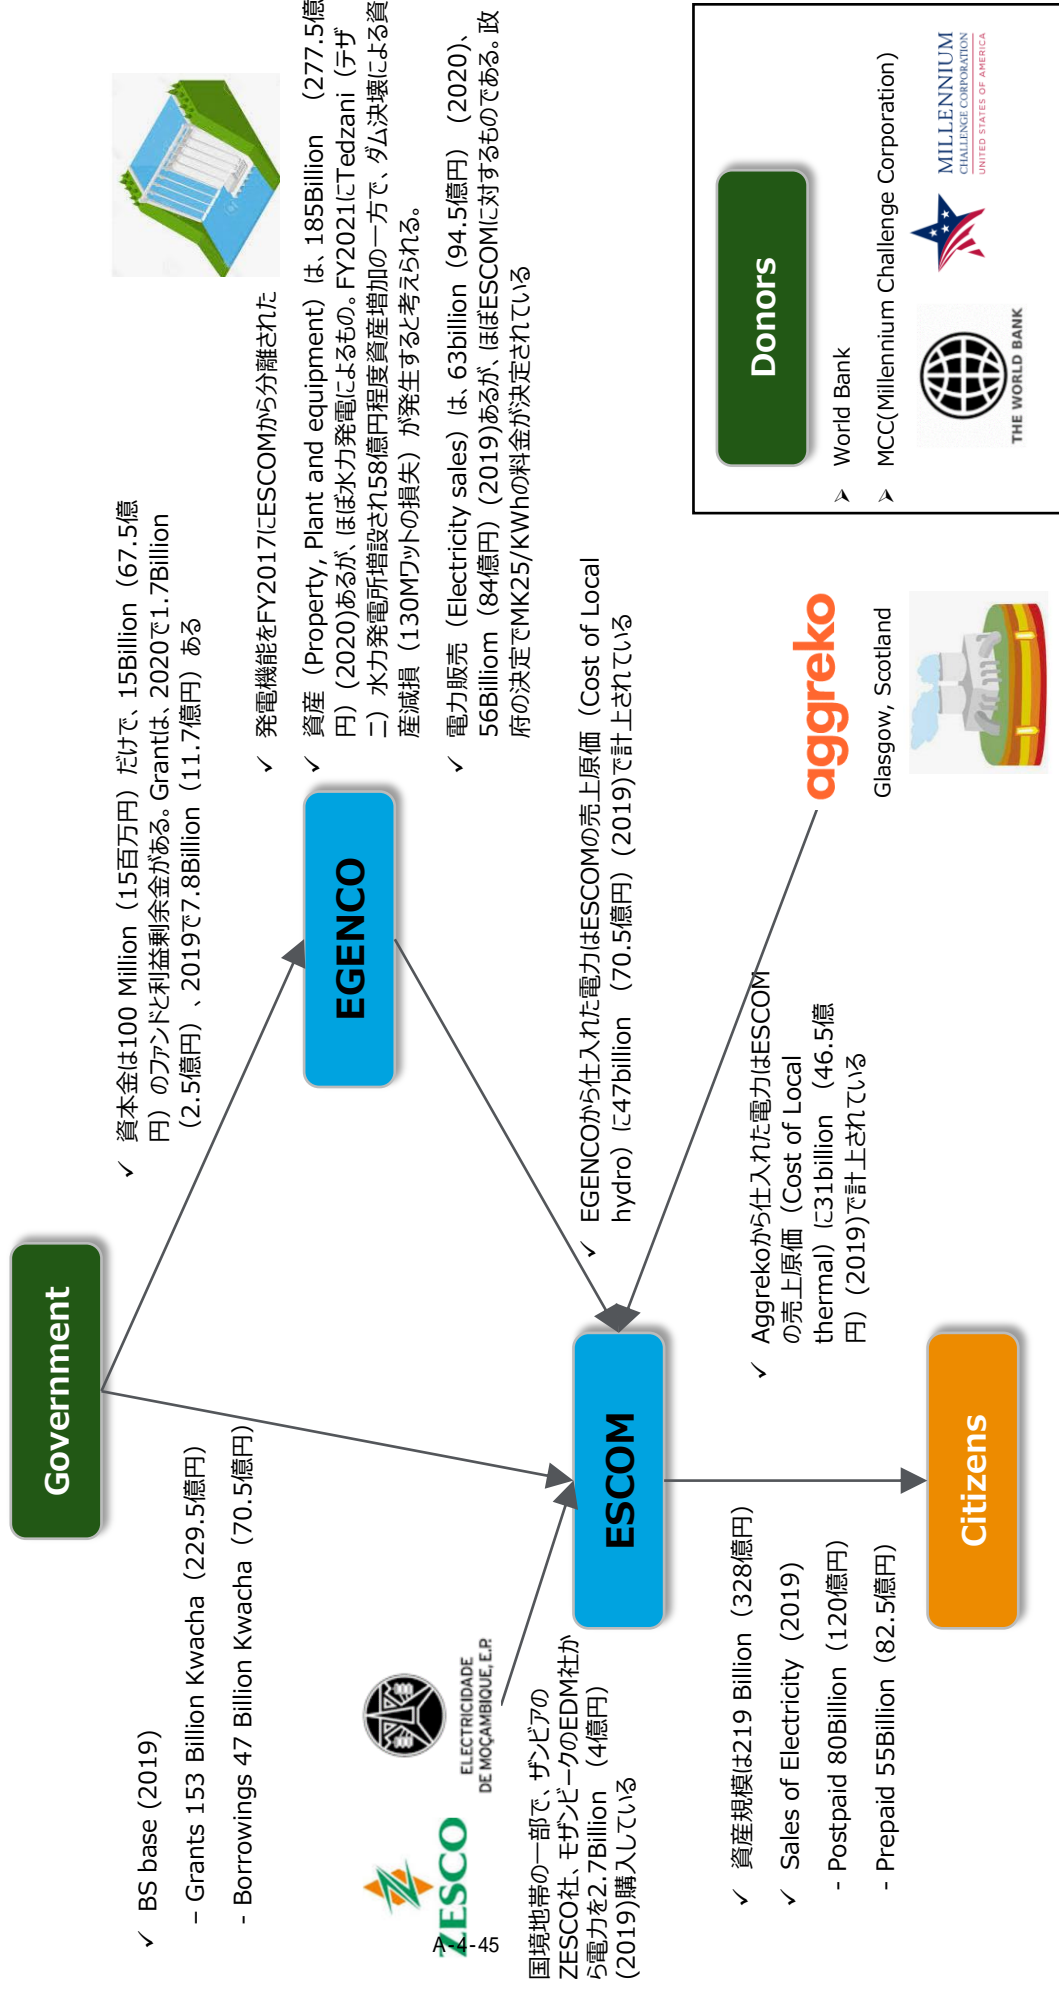 Government
✓ BS base (2019)
– Grants 153 Billion Kwacha (229.5億円)
- Borrowings 47 Billion Kwacha (70.5億円)
✓ 資本金は100 Million (15百万円) だけで、15Billion (67.5億
円) のファンドと利益剰余金がある。Grantは、2020で1.7Billion
(2.5億円) 、2019で7.8Billion (11.7億円) ある
EGENCO
✓ 発電機能をFY2017にESCOMから分離された
✓ 資産 (Property, Plant and equipment) は、185Billion (277.5億
円) (2020)あるが、ほぼ水力発電によるもの。FY2021にTedzani (テザ
ニ) 水力発電所増設され58億円程度資産増加の一方で、ダム決壊による資
産減損 (130Mワットの損失) が発生すると考えられる。
✓ 電力販売 (Electricity sales) は、63billion (94.5億円) (2020)、
56Billiom (84億円) (2019)あるが、ほぼESCOMに対するものである。政
府の決定でMK25/KWhの料金が決定されている
ZESCO
ELECTRICIDADE
DE MOÇAMBIQUE, E.P.
国境地帯の一部で、ザンビアの
ZESCO社、モザンビークのEDM社か
ら電力を2.7Billion (4億円)
(2019)購入している
ESCOM
✓ EGENCOから仕入れた電力はESCOMの売上原価 (Cost of Local
hydro) に47billion (70.5億円) (2019)で計上されている
✓ Aggrekoから仕入れた電力はESCOM
の売上原価 (Cost of Local
thermal) に31billion (46.5億
円) (2019)で計上されている
aggreko
Glasgow, Scotland
✓ 資産規模は219 Billion (328億円)
✓ Sales of Electricity (2019)
- Postpaid 80Billion (120億円)
- Prepaid 55Billion (82.5億円)
Citizens
Donors
➢ World Bank
➢ MCC(Millennium Challenge Corporation)
THE WORLD BANK
MILLENNIUM
CHALLENGE CORPORATION
UNITED STATES OF AMERICA
A-4-45